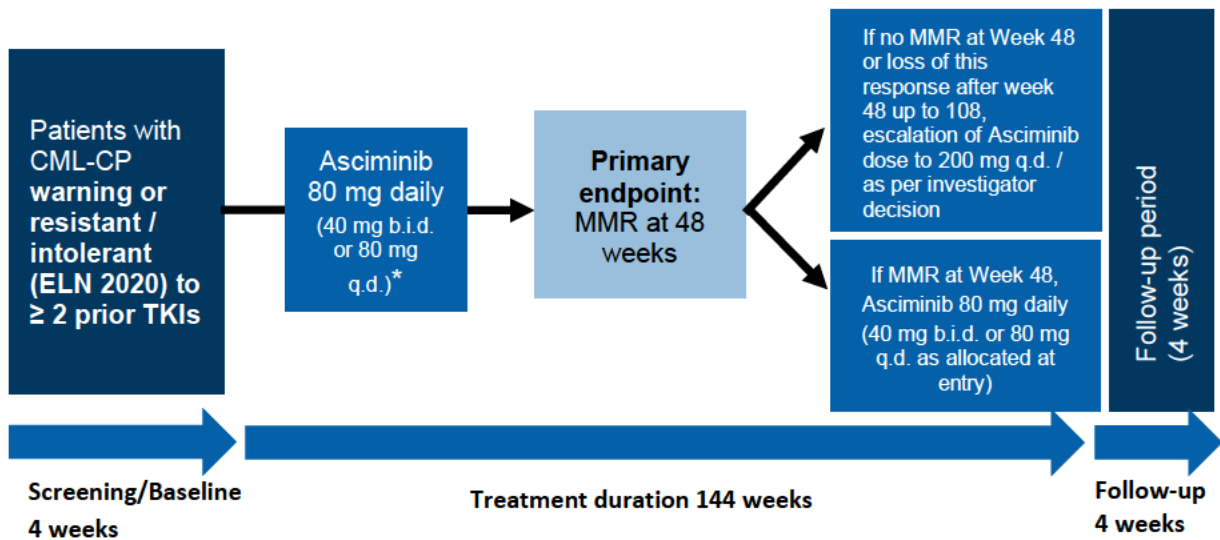 Patients with
CML-CP
warning or
resistant /
intolerant
(ELN 2020) to
≥ 2 prior TKIs
Asciminib
80 mg daily
(40 mg b.i.d.
or 80 mg
q.d.)*
Primary
endpoint:
MMR at 48
weeks
If no MMR at Week 48
or loss of this
response after week
48 up to 108,
escalation of Asciminib
dose to 200 mg q.d. /
as per investigator
decision
If MMR at Week 48,
Asciminib 80 mg daily
(40 mg b.i.d. or 80 mg
q.d. as allocated at
entry)
Follow-up period
(4 weeks)
Screening/Baseline
4 weeks
Treatment duration 144 weeks
Follow-up
4 weeks